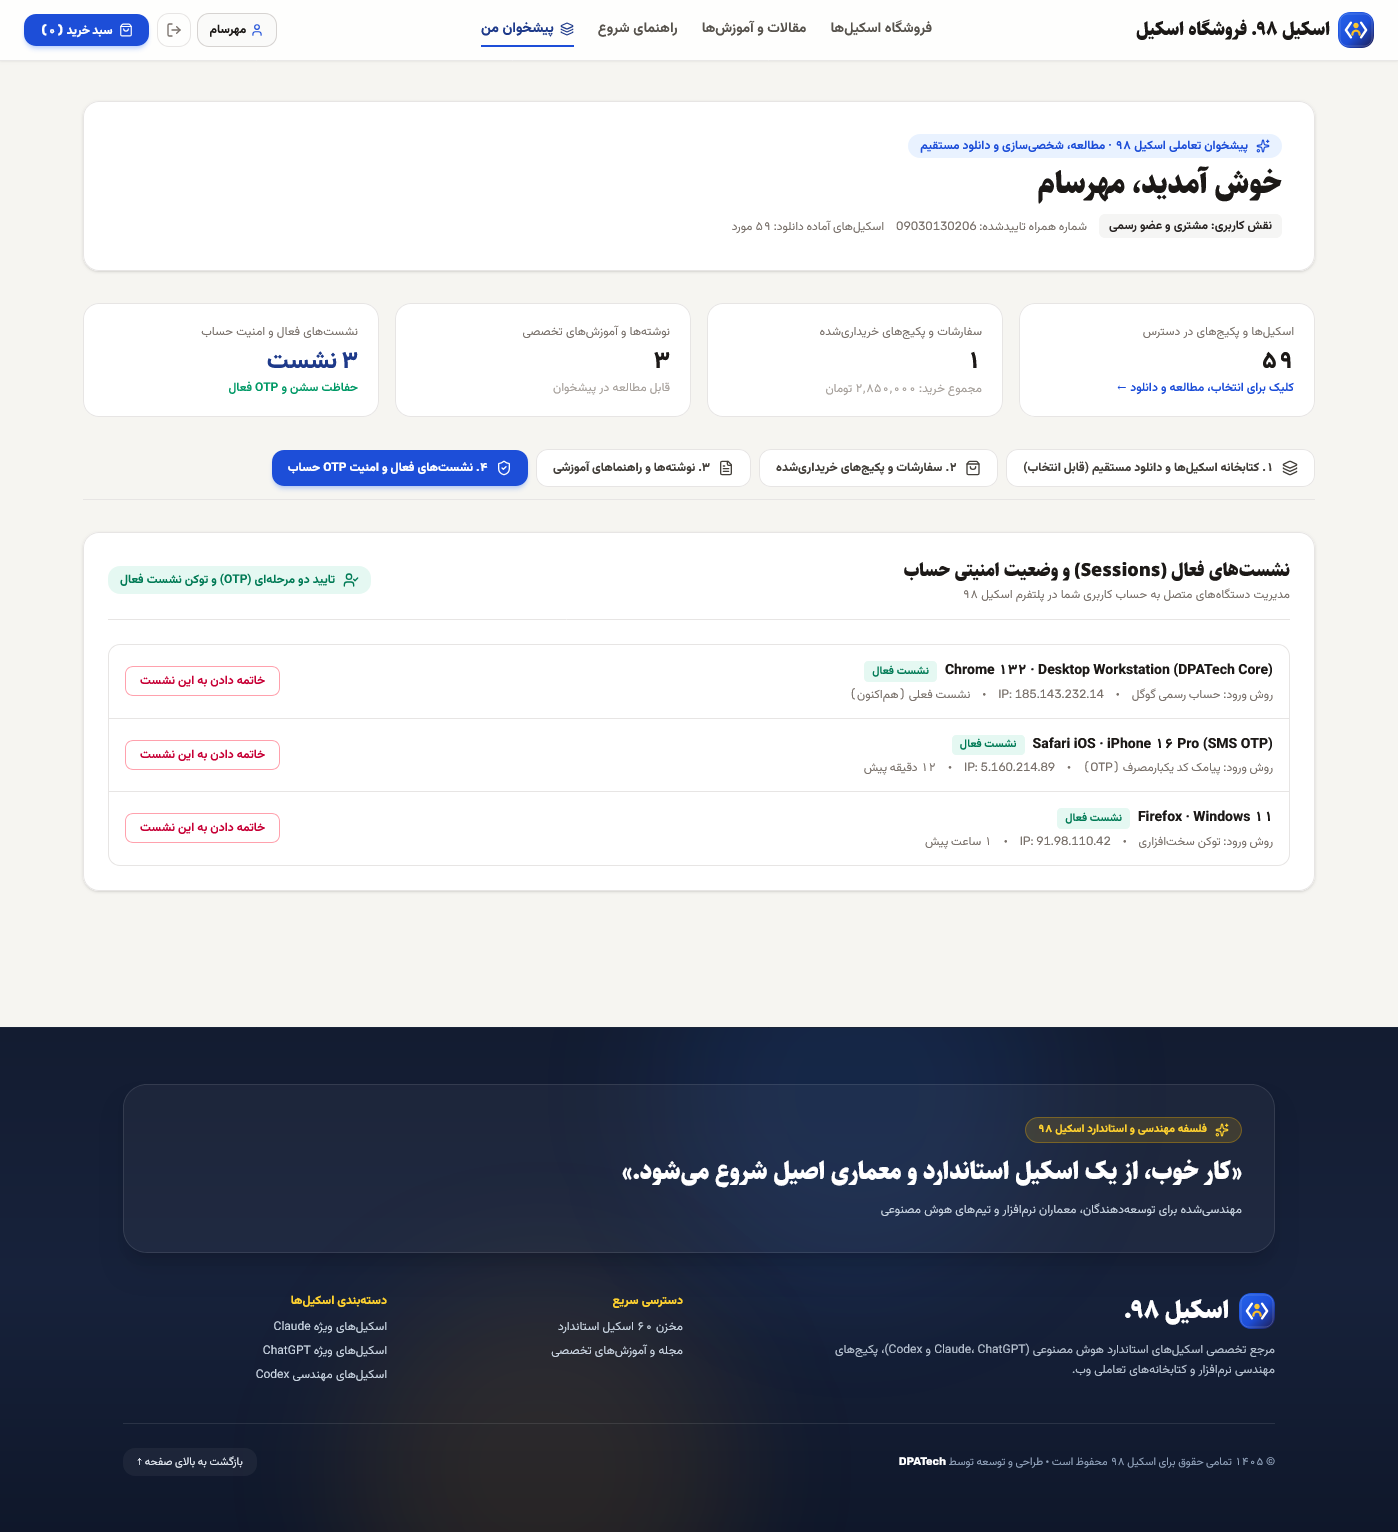 اسکیل ۹۸. فروشگاه اسکیل
فروشگاه اسکیل‌ها
مقالات و آموزش‌ها
راهنمای شروع
پیشخوان من
مهرسام
سبد خرید (۰)
پیشخوان تعاملی اسکیل ۹۸ · مطالعه، شخصی‌سازی و دانلود مستقیم
خوش آمدید، مهرسام
نقش کاربری: مشتری و عضو رسمی
شماره همراه تاییدشده: 09030130206
اسکیل‌های آماده دانلود: ۵۹ مورد
اسکیل‌ها و پکیج‌های در دسترس
۵۹
کلیک برای انتخاب، مطالعه و دانلود ←
سفارشات و پکیج‌های خریداری‌شده
۱
مجموع خرید: ۲,۸۵۰,۰۰۰ تومان
نوشته‌ها و آموزش‌های تخصصی
۳
قابل مطالعه در پیشخوان
نشست‌های فعال و امنیت حساب
۳ نشست
حفاظت سشن و OTP فعال
۱. کتابخانه اسکیل‌ها و دانلود مستقیم (قابل انتخاب)
۲. سفارشات و پکیج‌های خریداری‌شده
۳. نوشته‌ها و راهنماهای آموزشی
۴. نشست‌های فعال و امنیت OTP حساب
نشست‌های فعال (Sessions) و وضعیت امنیتی حساب
مدیریت دستگاه‌های متصل به حساب کاربری شما در پلتفرم اسکیل ۹۸
تایید دو مرحله‌ای (OTP) و توکن نشست فعال
Chrome ۱۳۲ · Desktop Workstation (DPATech Core) نشست فعال
روش ورود: حساب رسمی گوگل • IP: 185.143.232.14 • نشست فعلی (هم‌اکنون)
خاتمه دادن به این نشست
Safari iOS · iPhone ۱۶ Pro (SMS OTP) نشست فعال
روش ورود: پیامک کد یکبارمصرف (OTP) • IP: 5.160.214.89 • ۱۲ دقیقه پیش
خاتمه دادن به این نشست
Firefox · Windows ۱۱ نشست فعال
روش ورود: توکن سخت‌افزاری • IP: 91.98.110.42 • ۱ ساعت پیش
خاتمه دادن به این نشست
فلسفه مهندسی و استاندارد اسکیل ۹۸
«کار خوب، از یک اسکیل استاندارد و معماری اصیل شروع می‌شود.»
مهندسی‌شده برای توسعه‌دهندگان، معماران نرم‌افزار و تیم‌های هوش مصنوعی
اسکیل ۹۸.
مرجع تخصصی اسکیل‌های استاندارد هوش مصنوعی (Claude، ChatGPT و Codex)، پکیج‌های
مهندسی نرم‌افزار و کتابخانه‌های تعاملی وب.
دسترسی سریع
مخزن ۶۰ اسکیل استاندارد
مجله و آموزش‌های تخصصی
دسته‌بندی اسکیل‌ها
اسکیل‌های ویژه Claude
اسکیل‌های ویژه ChatGPT
اسکیل‌های مهندسی Codex
© ۱۴۰۵ تمامی حقوق برای اسکیل ۹۸ محفوظ است • طراحی و توسعه توسط DPATech
بازگشت به بالای صفحه ↑